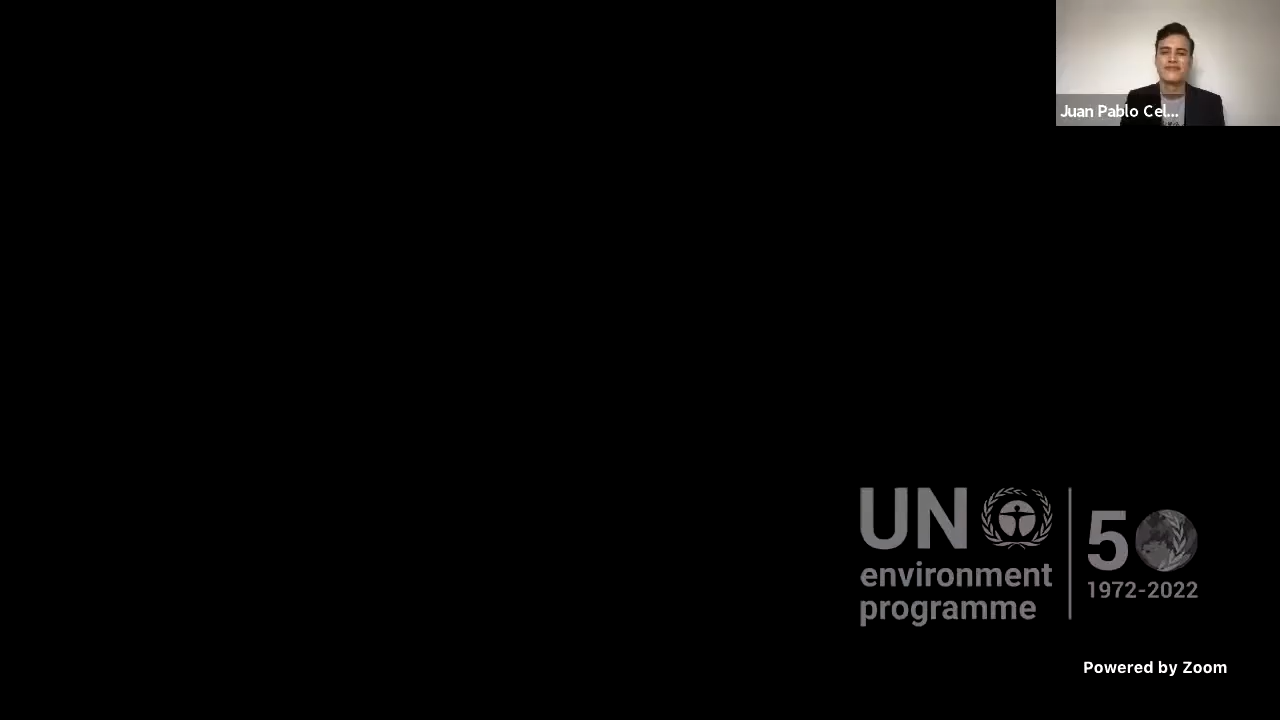 Juan Pablo Cel...
UN
environment
programme
50
1972-2022
Powered by Zoom